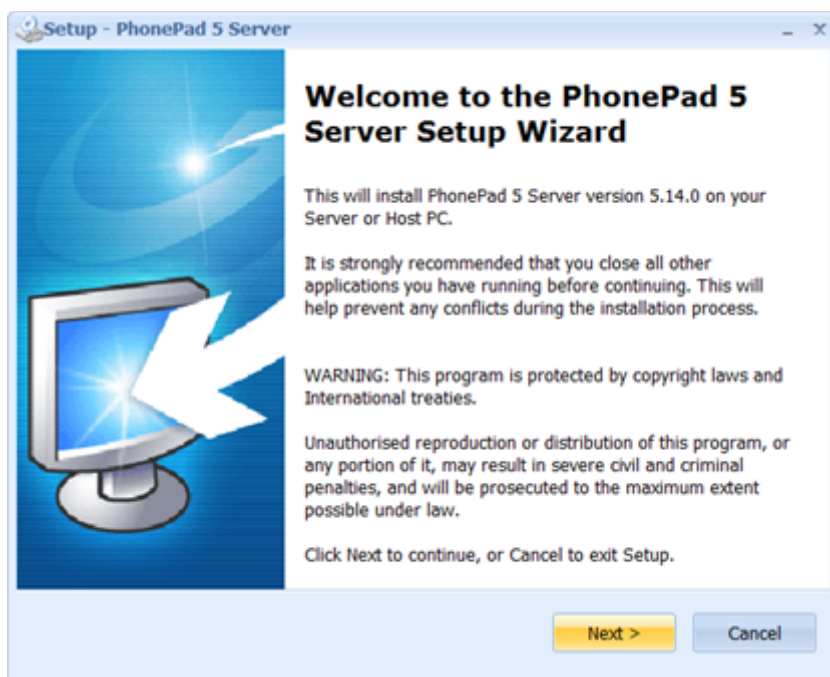 Setup - PhonePad 5 Server
Welcome to the PhonePad 5
Server Setup Wizard
This will install PhonePad 5 Server version 5.14.0 on your
Server or Host PC.
It is strongly recommended that you close all other
applications you have running before continuing. This will
help prevent any conflicts during the installation process.
WARNING: This program is protected by copyright laws and
International treaties.
Unauthorised reproduction or distribution of this program, or
any portion of it, may result in severe civil and criminal
penalties, and will be prosecuted to the maximum extent
possible under law.
Click Next to continue, or Cancel to exit Setup.
Next >
Cancel